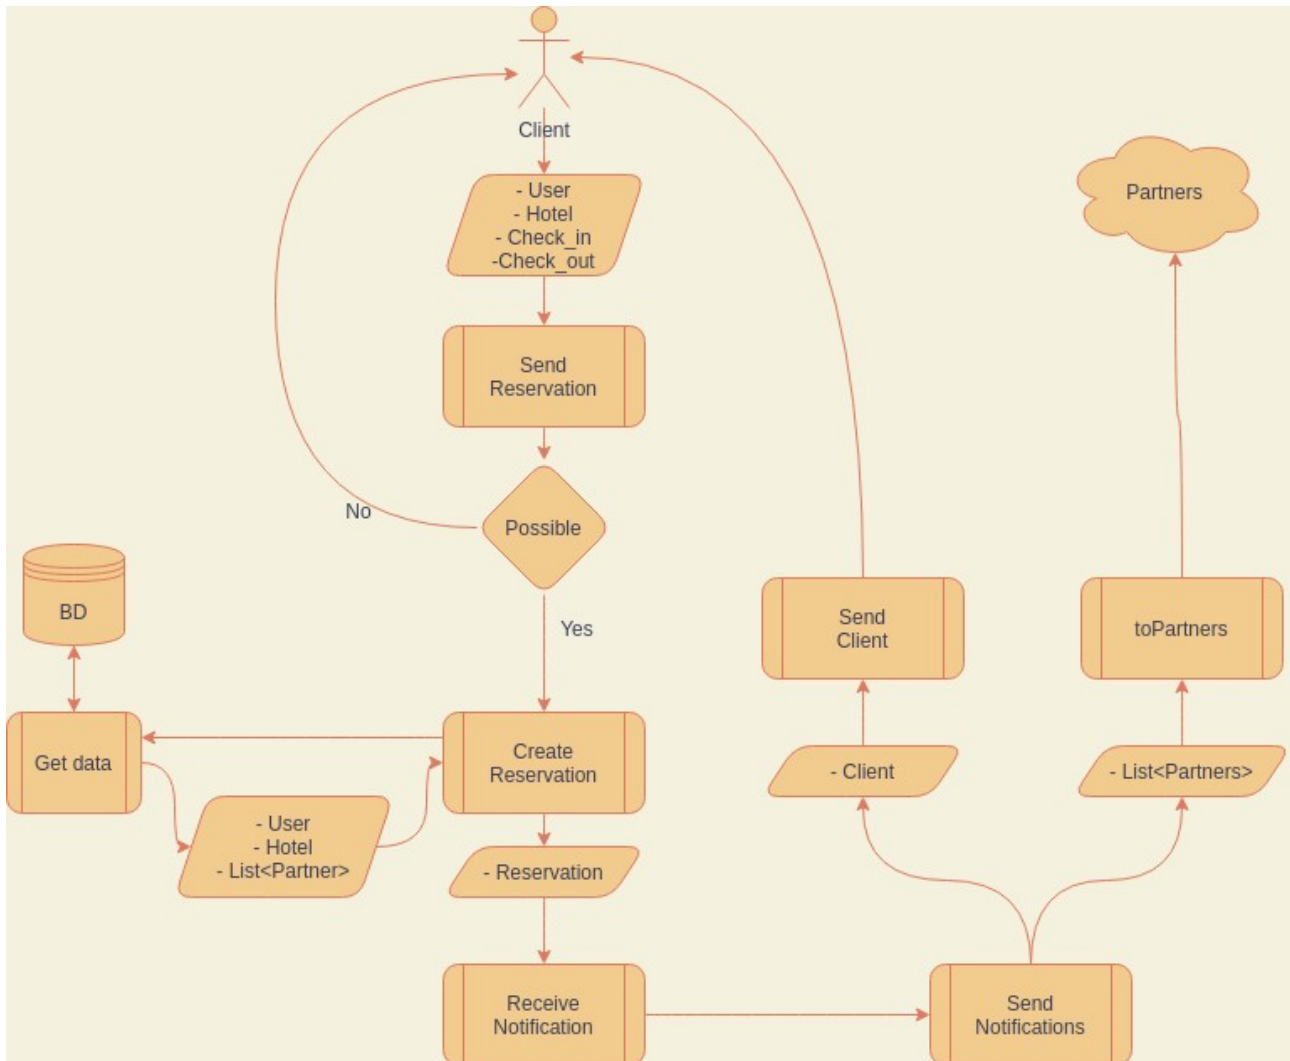 Client
- User
- Hotel
- Check_in
-Check_out
Partners
Send
Reservation
No
Possible
BD
Yes
Send
Client
toPartners
Get data
Create
Reservation
- Client
- List<Partners>
- User
- Hotel
- List<Partner>
- Reservation
Receive
Notification
Send
Notifications